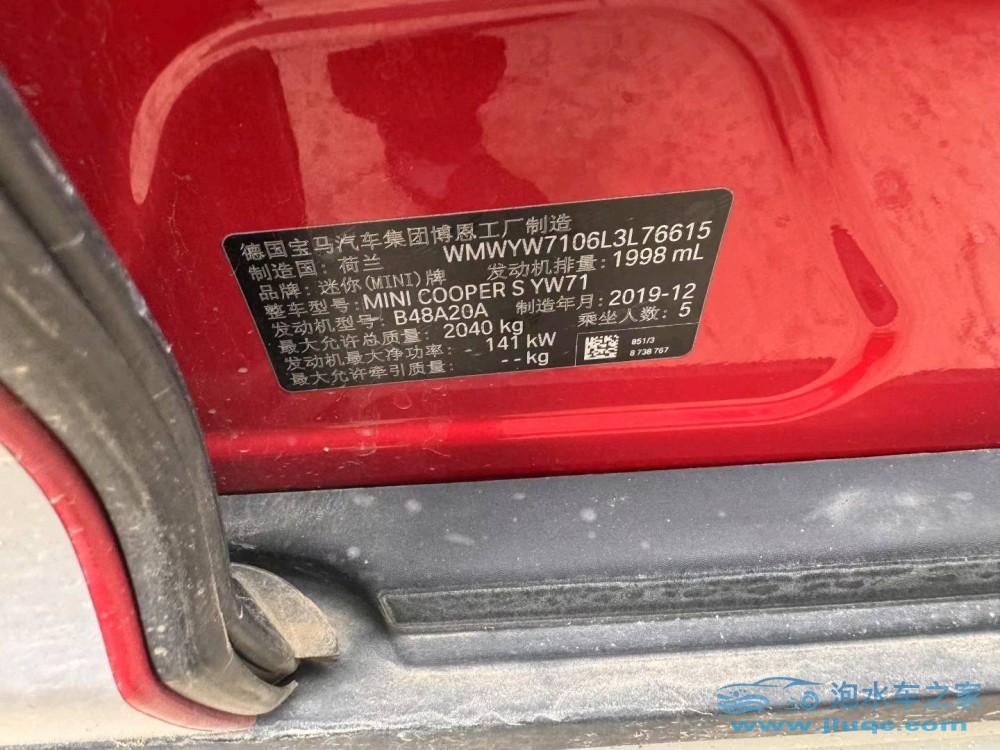 德国宝马汽车集团博恩工厂制造
制造国: 荷兰 WMWYW7106L3L76615
品牌: 迷你(MINI)牌 发动机排量: 1998 mL
整车型号: MINI COOPER S YW71
发动机型号: B48A20A 制造年月: 2019-12
最大允许总质量: 2040 kg 乘坐人数: 5
发动机最大净功率: - 141 kW
最大允许牵引质量: - - kg
851/3
8 738 767
泡水车之家
www.jluqc.com